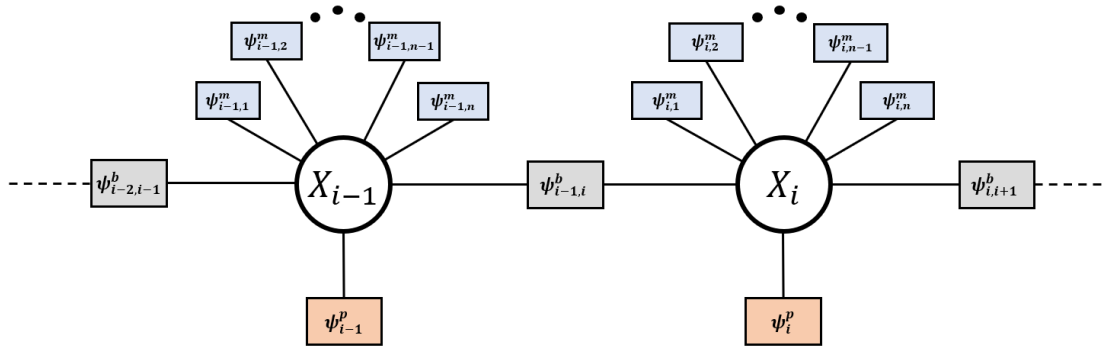 ψ^m_{i−1,2} ψ^m_{i−1,n−1} ψ^m_{i,2} ψ^m_{i,n−1}
ψ^m_{i−1,1} ψ^m_{i−1,n} ψ^m_{i,1} ψ^m_{i,n}
ψ^b_{i−2,i−1} X_{i−1} ψ^b_{i−1,i} X_i ψ^b_{i,i+1}
ψ^p_{i−1} ψ^p_i